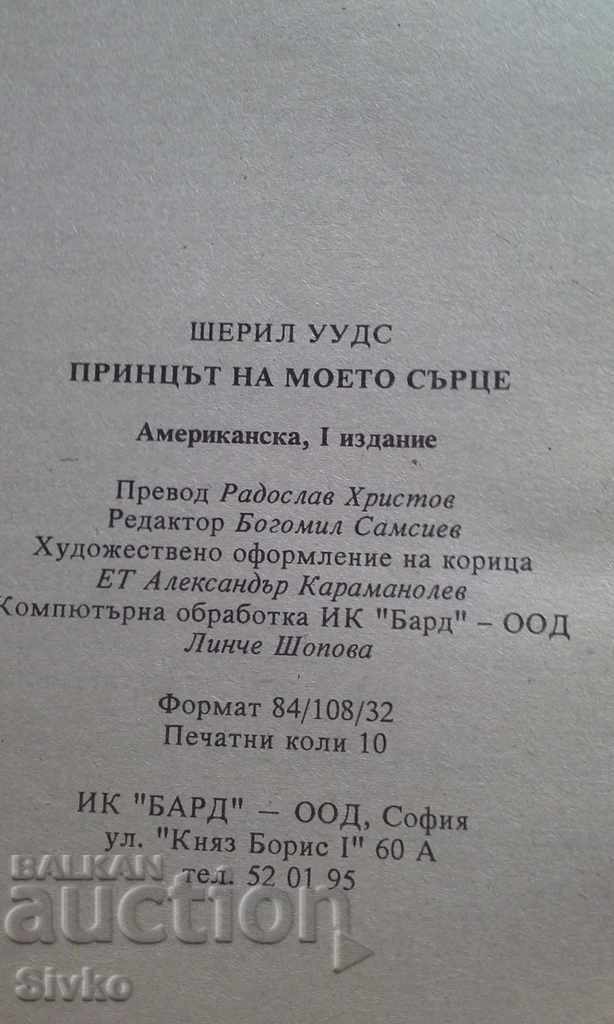 ШЕРИЛ УУДС
ПРИНЦЪТ НА МОЕТО СЪРЦЕ
Американска, I издание
Превод Радослав Христов
Редактор Богомил Самсиев
Художествено оформление на корица
ЕТ Александър Караманолев
Компютърна обработка ИК "Бард" – ООД
Линче Шопова
Формат 84/108/32
Печатни коли 10
ИК "БАРД" – ООД, София
ул. "Княз Борис I" 60 А
тел. 52 01 95
BALKAN
auction
Sivko